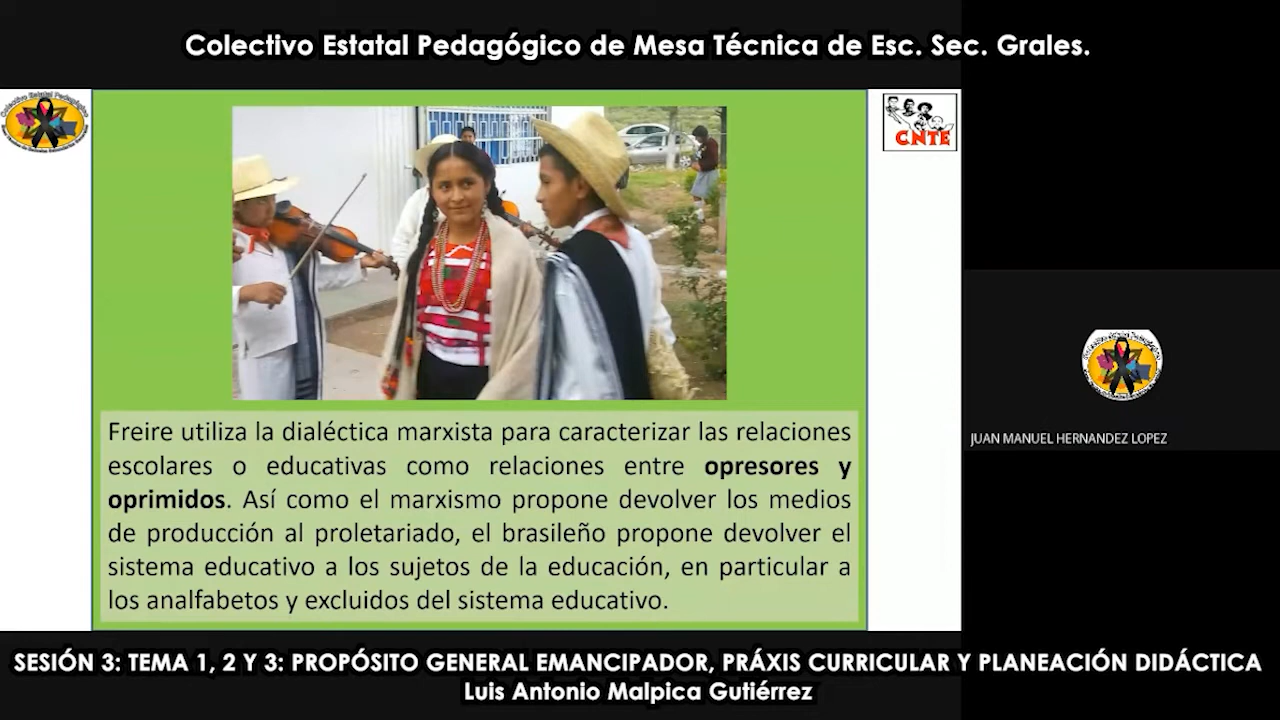 Colectivo Estatal Pedagógico de Mesa Técnica de Esc. Sec. Grales.
CNTE
Freire utiliza la dialéctica marxista para caracterizar las relaciones
escolares o educativas como relaciones entre opresores y
oprimidos. Así como el marxismo propone devolver los medios
de producción al proletariado, el brasileño propone devolver el
sistema educativo a los sujetos de la educación, en particular a
los analfabetos y excluidos del sistema educativo.
JUAN MANUEL HERNANDEZ LOPEZ
SESIÓN 3: TEMA 1, 2 Y 3: PROPÓSITO GENERAL EMANCIPADOR, PRÁXIS CURRICULAR Y PLANEACIÓN DIDÁCTICA
Luis Antonio Malpica Gutiérrez